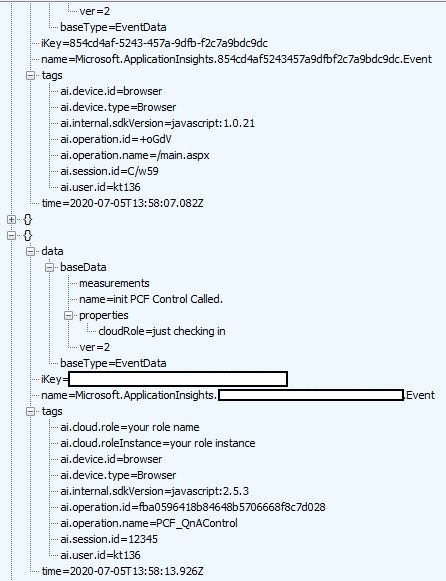 ver=2
baseType=EventData
iKey=854cd4af-5243-457a-9dfb-f2c7a9bdc9dc
name=Microsoft.ApplicationInsights.854cd4af5243457a9dfbf2c7a9bdc9dc.Event
tags
ai.device.id=browser
ai.device.type=Browser
ai.internal.sdkVersion=javascript:1.0.21
ai.operation.id=+oGdV
ai.operation.name=/main.aspx
ai.session.id=C/w59
ai.user.id=kt136
time=2020-07-05T13:58:07.082Z
{}
{}
data
baseData
measurements
name=init PCF Control Called.
properties
cloudRole=just checking in
ver=2
baseType=EventData
iKey=
name=Microsoft.ApplicationInsights. .Event
tags
ai.cloud.role=your role name
ai.cloud.roleInstance=your role instance
ai.device.id=browser
ai.device.type=Browser
ai.internal.sdkVersion=javascript:2.5.3
ai.operation.id=fba0596418b84648b5706668f8c7d028
ai.operation.name=PCF_QnAControl
ai.session.id=12345
ai.user.id=kt136
time=2020-07-05T13:58:13.926Z